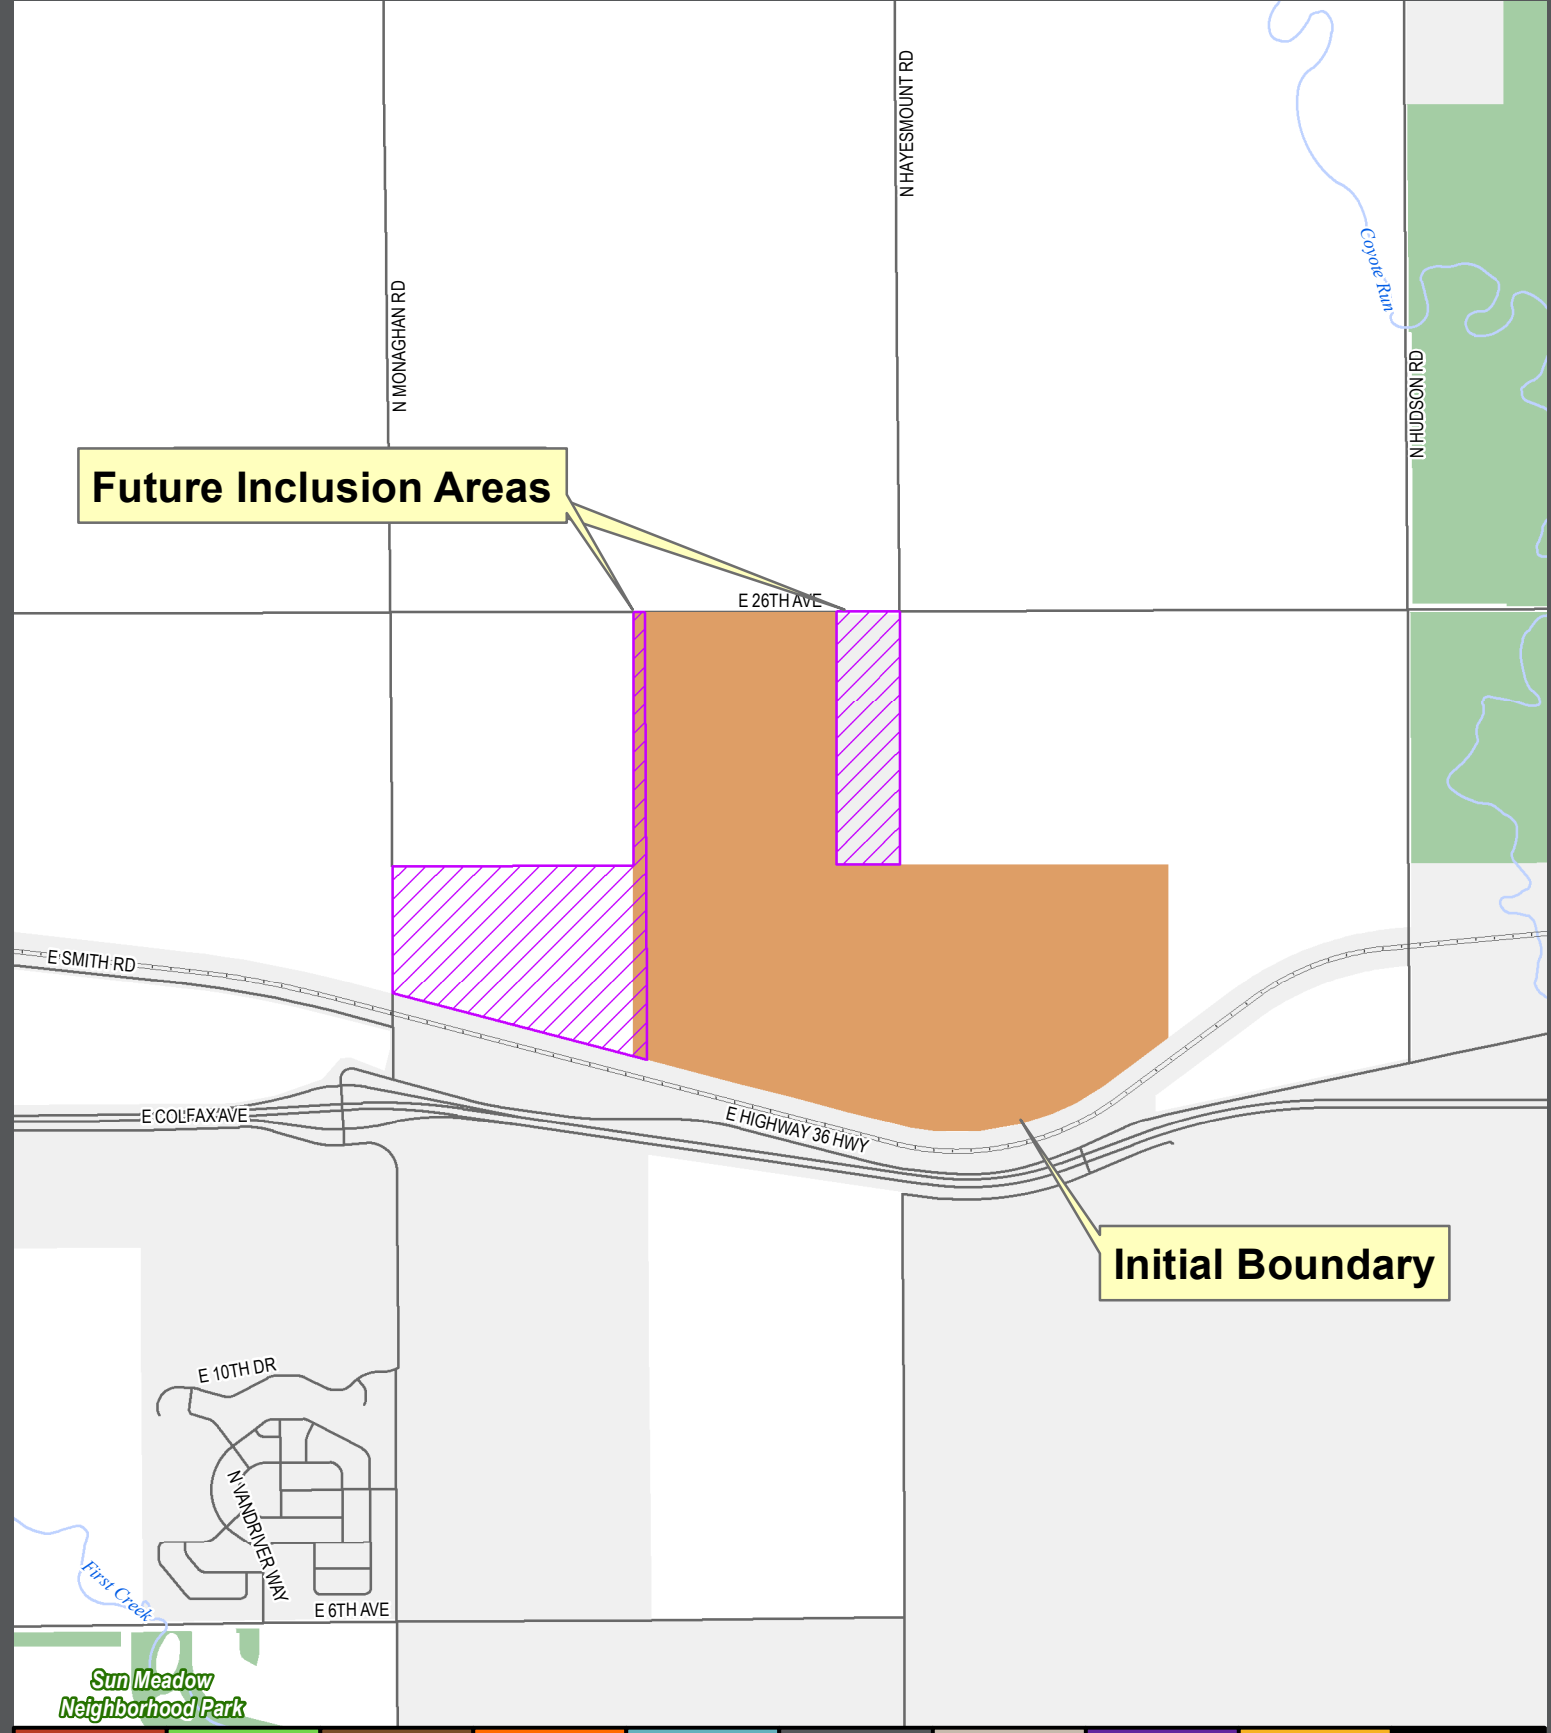 N HAYESMOUNT RD
Coyote Run
N MONAGHAN RD
N HUDSON RD
Future Inclusion Areas
E 26TH AVE
E SMITH RD
E COLFAX AVE
E HIGHWAY 36 HWY
Initial Boundary
E 10TH DR
N VANDRIVER WAY
First Creek
E 6TH AVE
Sun Meadow
Neighborhood Park